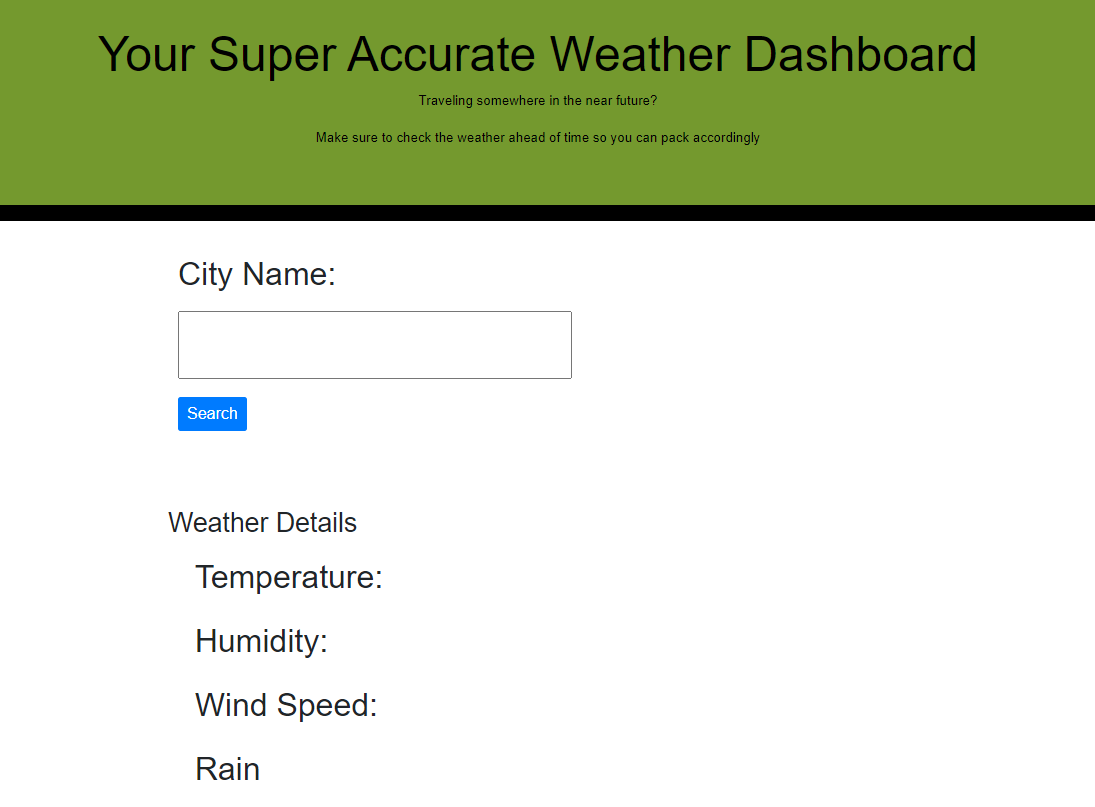 Your Super Accurate Weather Dashboard
Traveling somewhere in the near future?
Make sure to check the weather ahead of time so you can pack accordingly
City Name:
Search
Weather Details
Temperature:
Humidity:
Wind Speed:
Rain